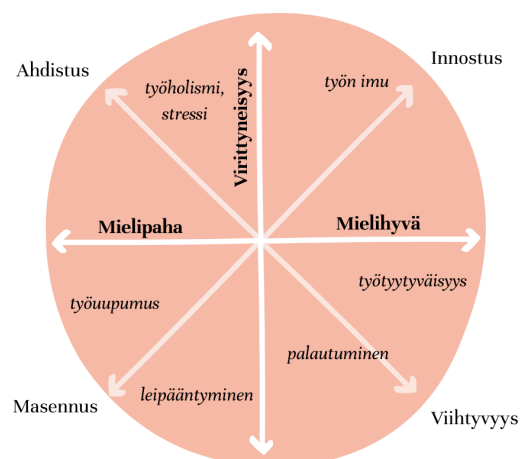 Ahdistus
työholismi,
stressi
Virittyneisyys
työn imu
Innostus
Mielipaha
Mielihyvä
työuupumus
työtyytyväisyys
palautuminen
leipääntyminen
Masennus
Viihtyvyys